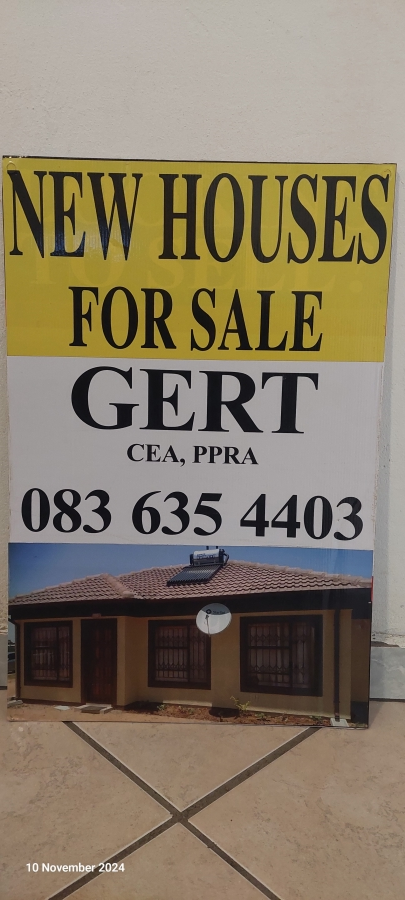 NEW HOUSES
FOR SALE
GERT
CEA, PPRA
083 635 4403
10 November 2024